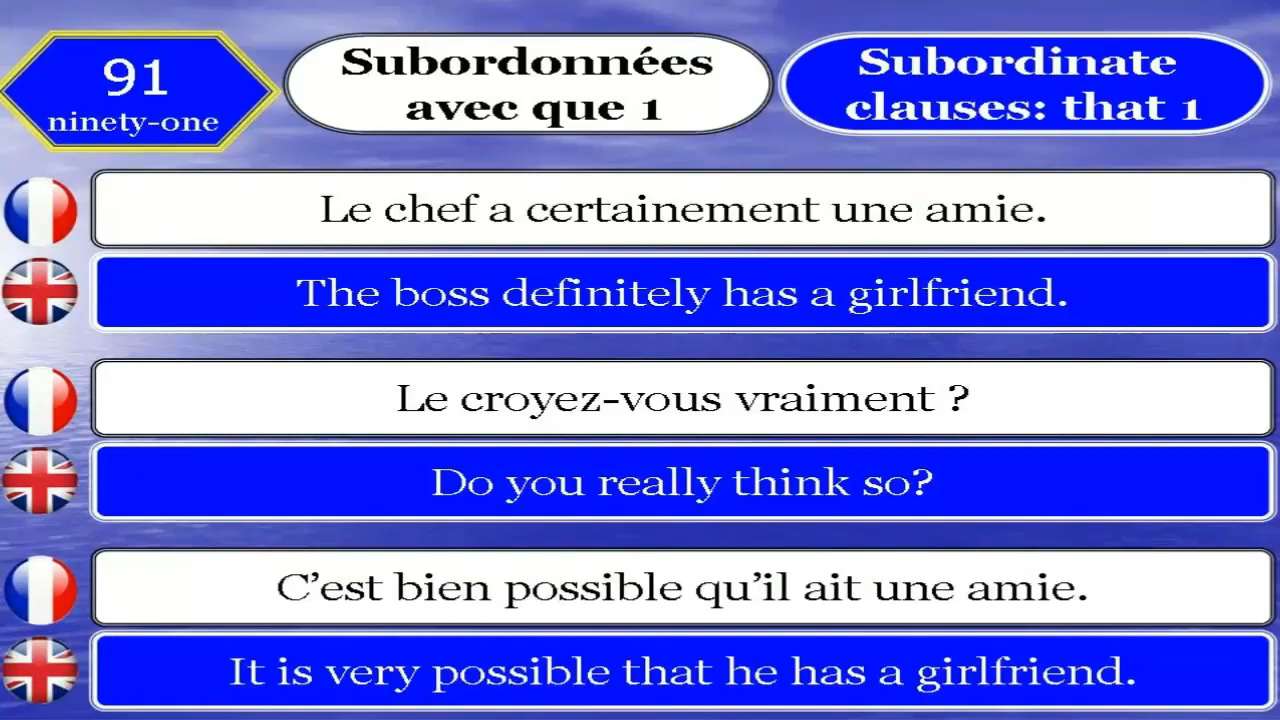 91
ninety-one
Subordonnées
avec que 1
Subordinate
clauses: that 1
Le chef a certainement une amie.
The boss definitely has a girlfriend.
Le croyez-vous vraiment ?
Do you really think so?
C’est bien possible qu’il ait une amie.
It is very possible that he has a girlfriend.